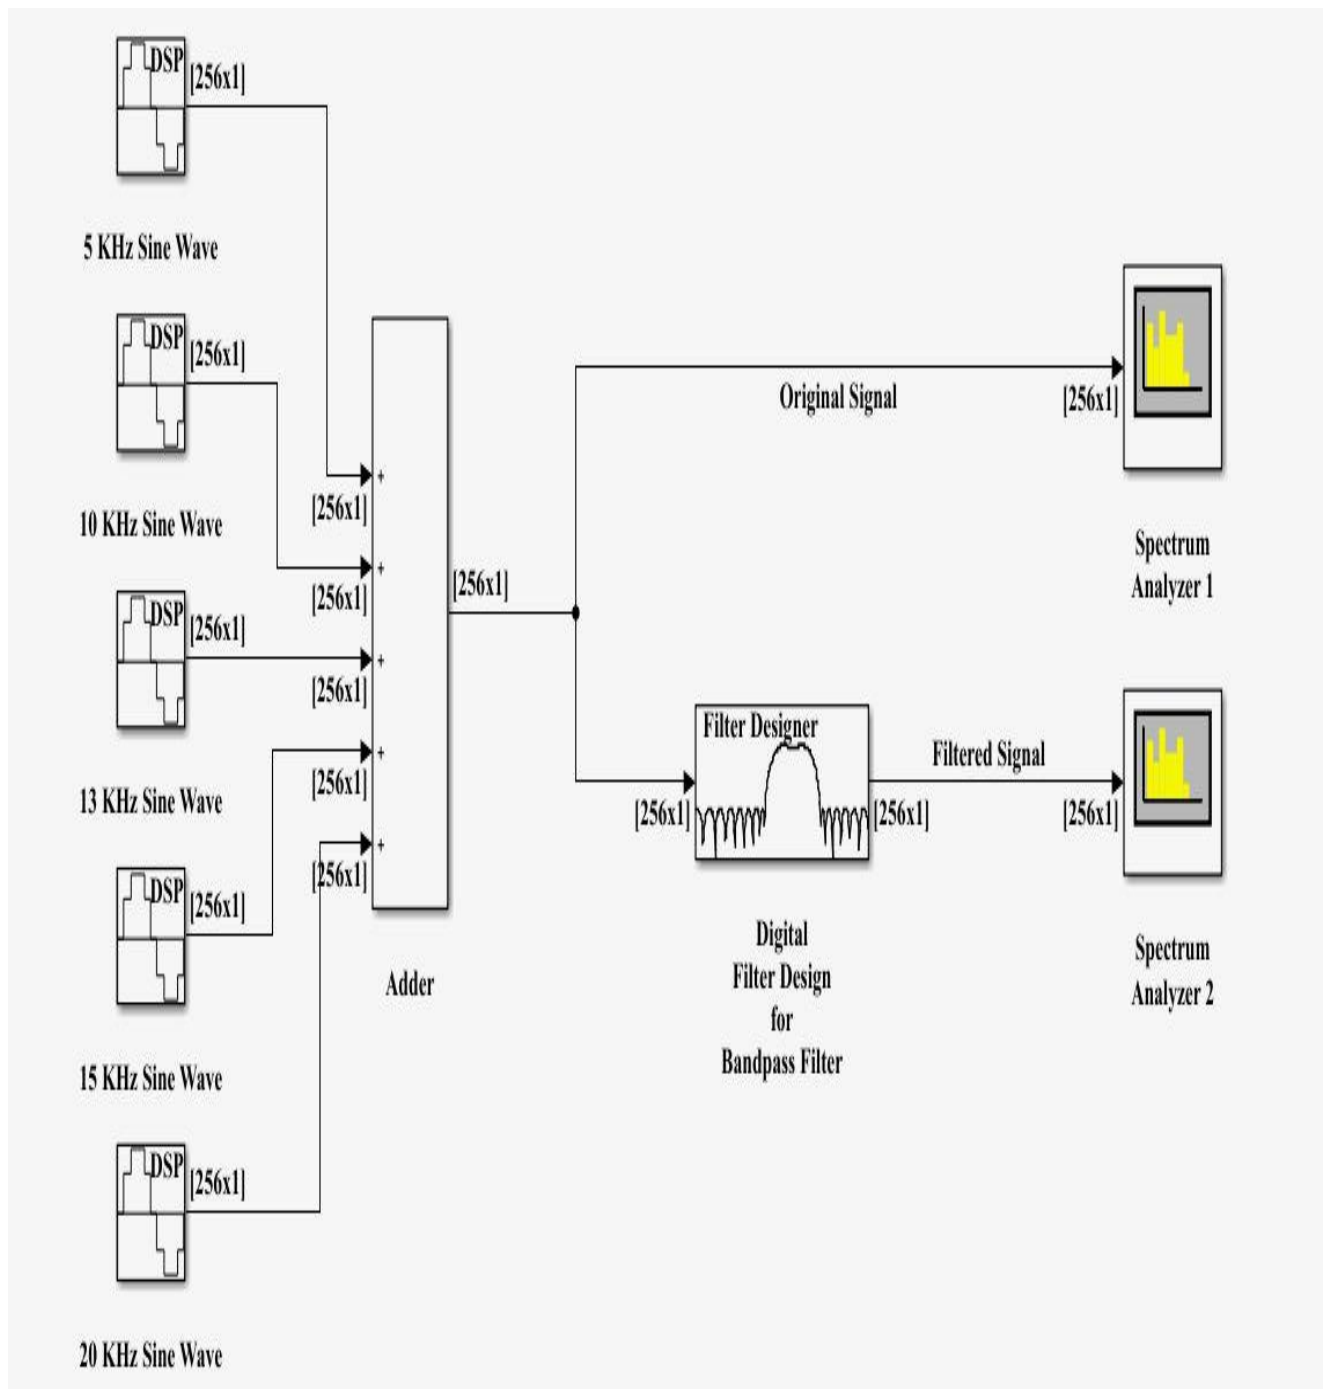 DSP
[256x1]
5 KHz Sine Wave
DSP
[256x1]
10 KHz Sine Wave
DSP
[256x1]
13 KHz Sine Wave
DSP
[256x1]
15 KHz Sine Wave
DSP
[256x1]
20 KHz Sine Wave
+
[256x1]
+
[256x1]
+
[256x1]
+
[256x1]
+
[256x1]
Adder
[256x1]
Original Signal
[256x1]
Spectrum
Analyzer 1
[256x1]
Filter Designer
[256x1]
Digital
Filter Design
for
Bandpass Filter
Filtered Signal
[256x1]
Spectrum
Analyzer 2